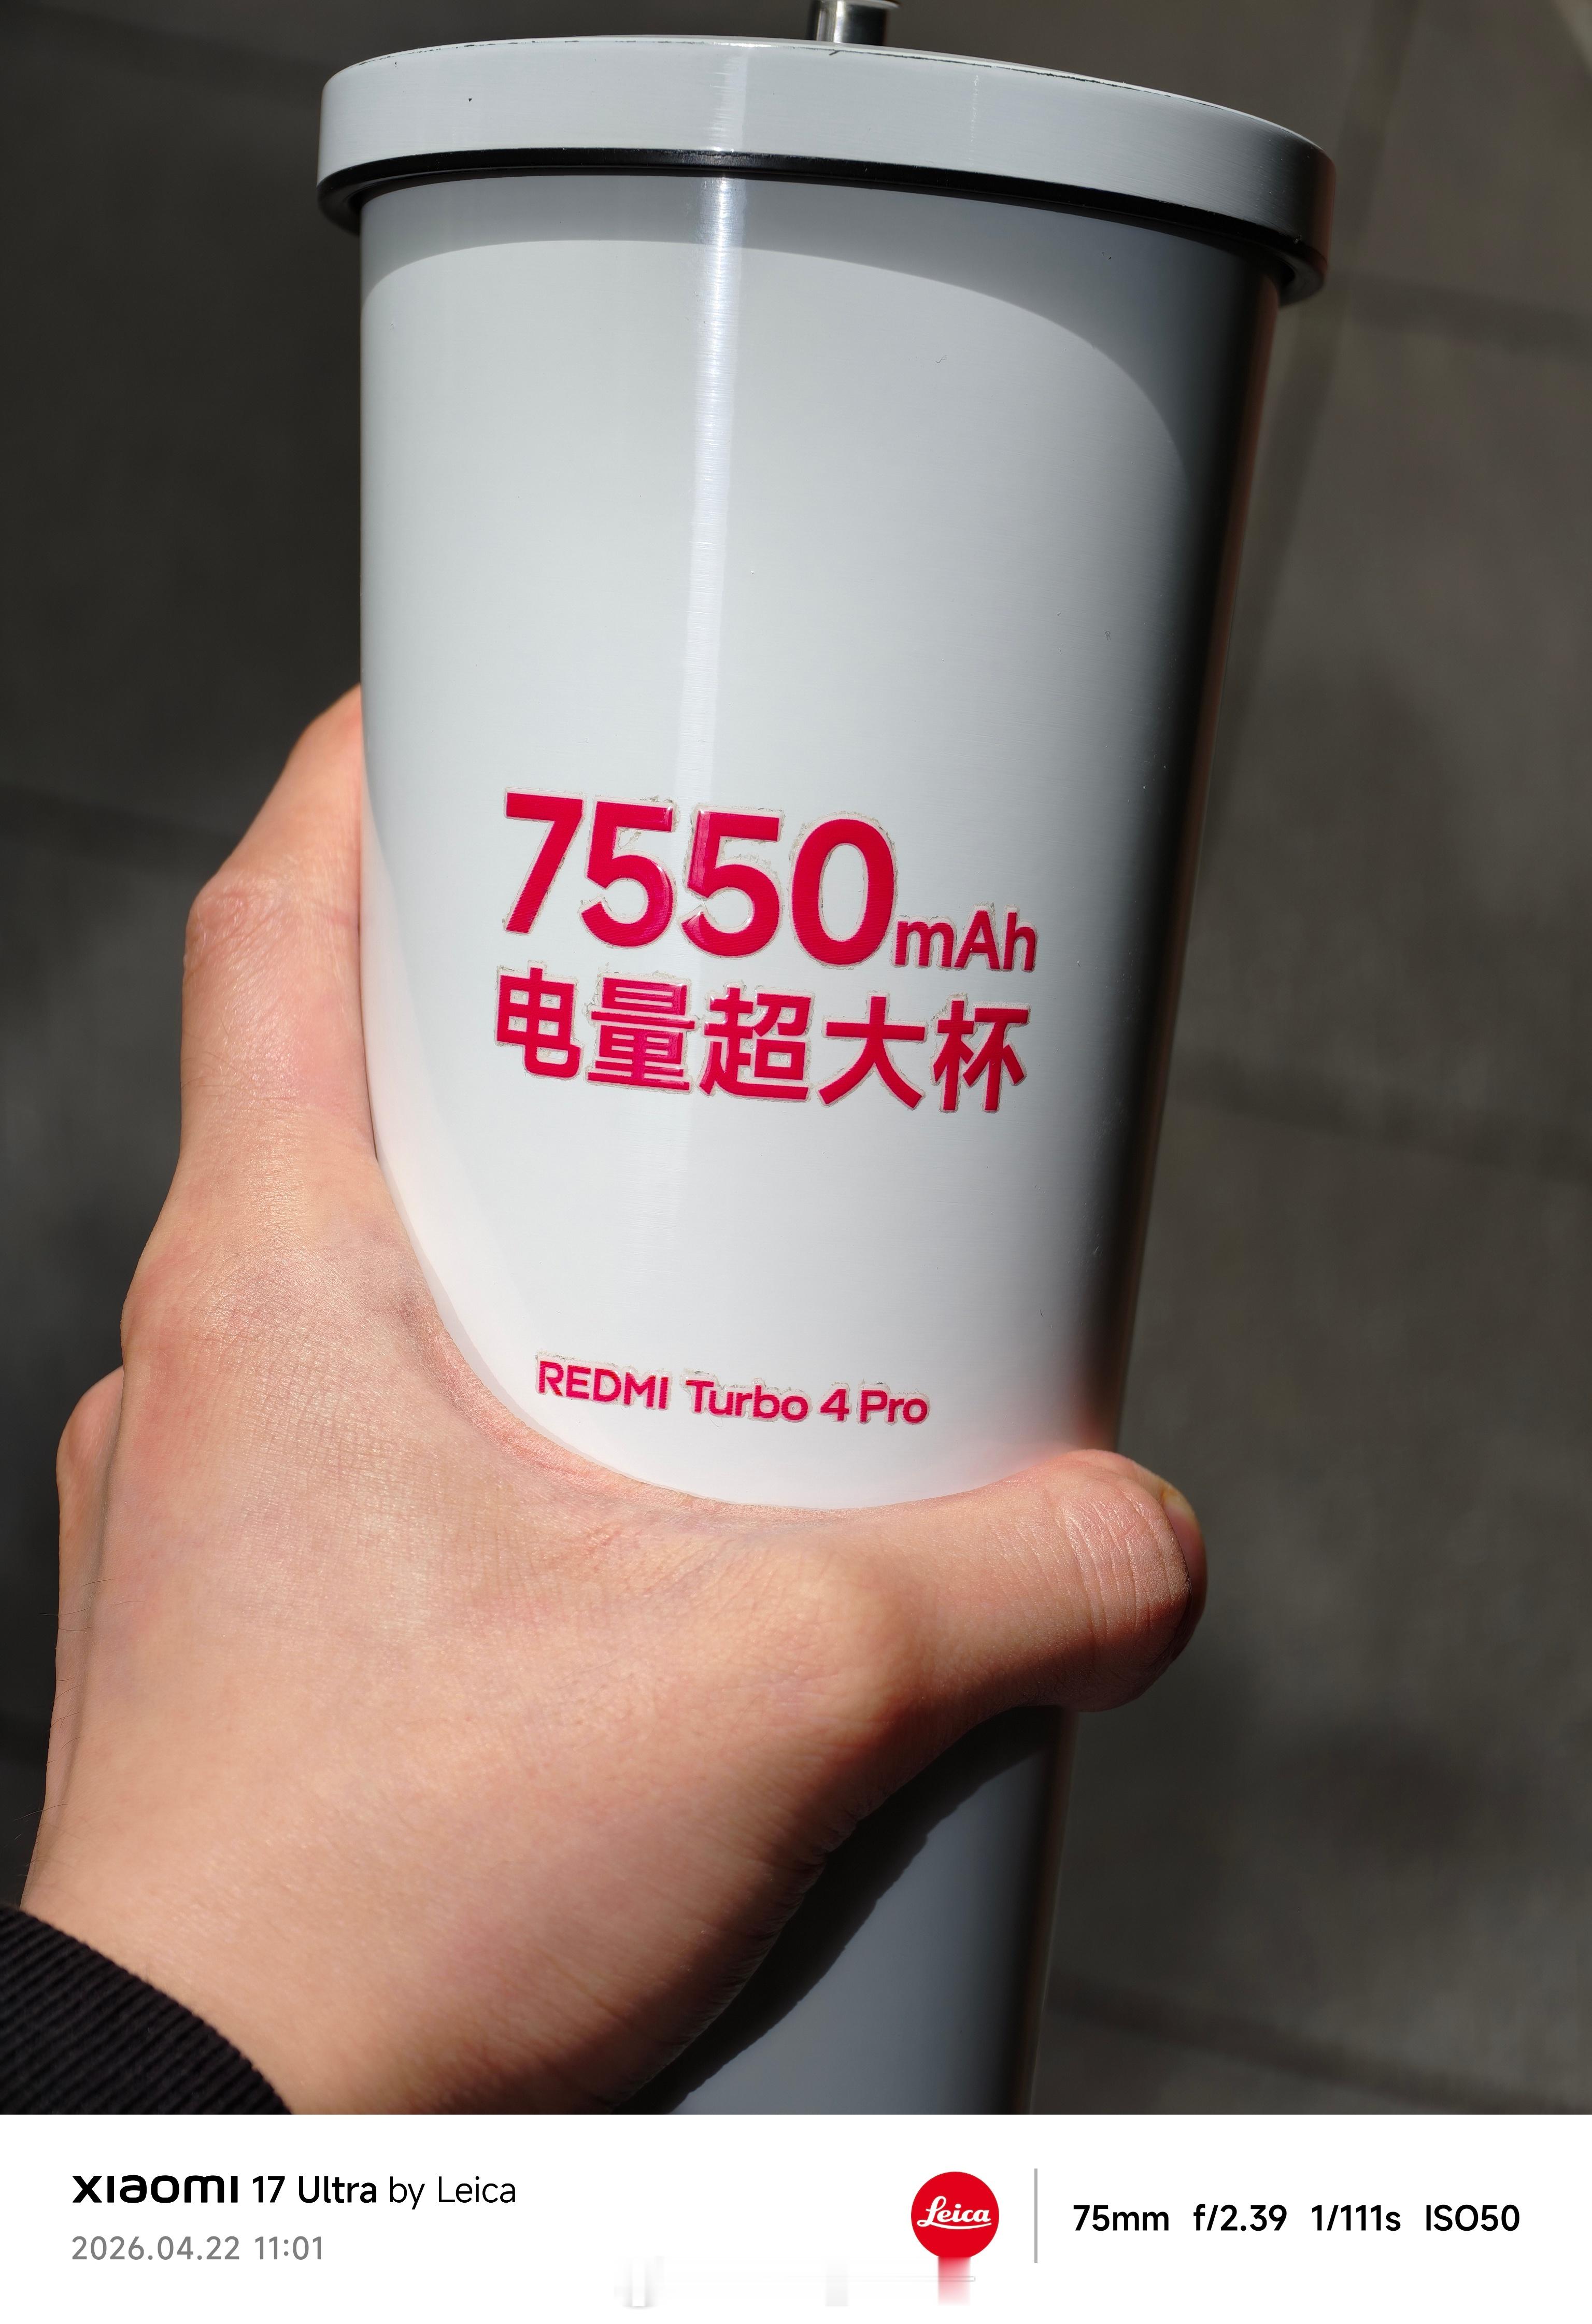 7550mAh
电量超大杯
REDMI Turbo 4 Pro
xiaomi 17 Ultra by Leica
2026.04.22 11:01
Leica
75mm f/2.39 1/111s ISO50